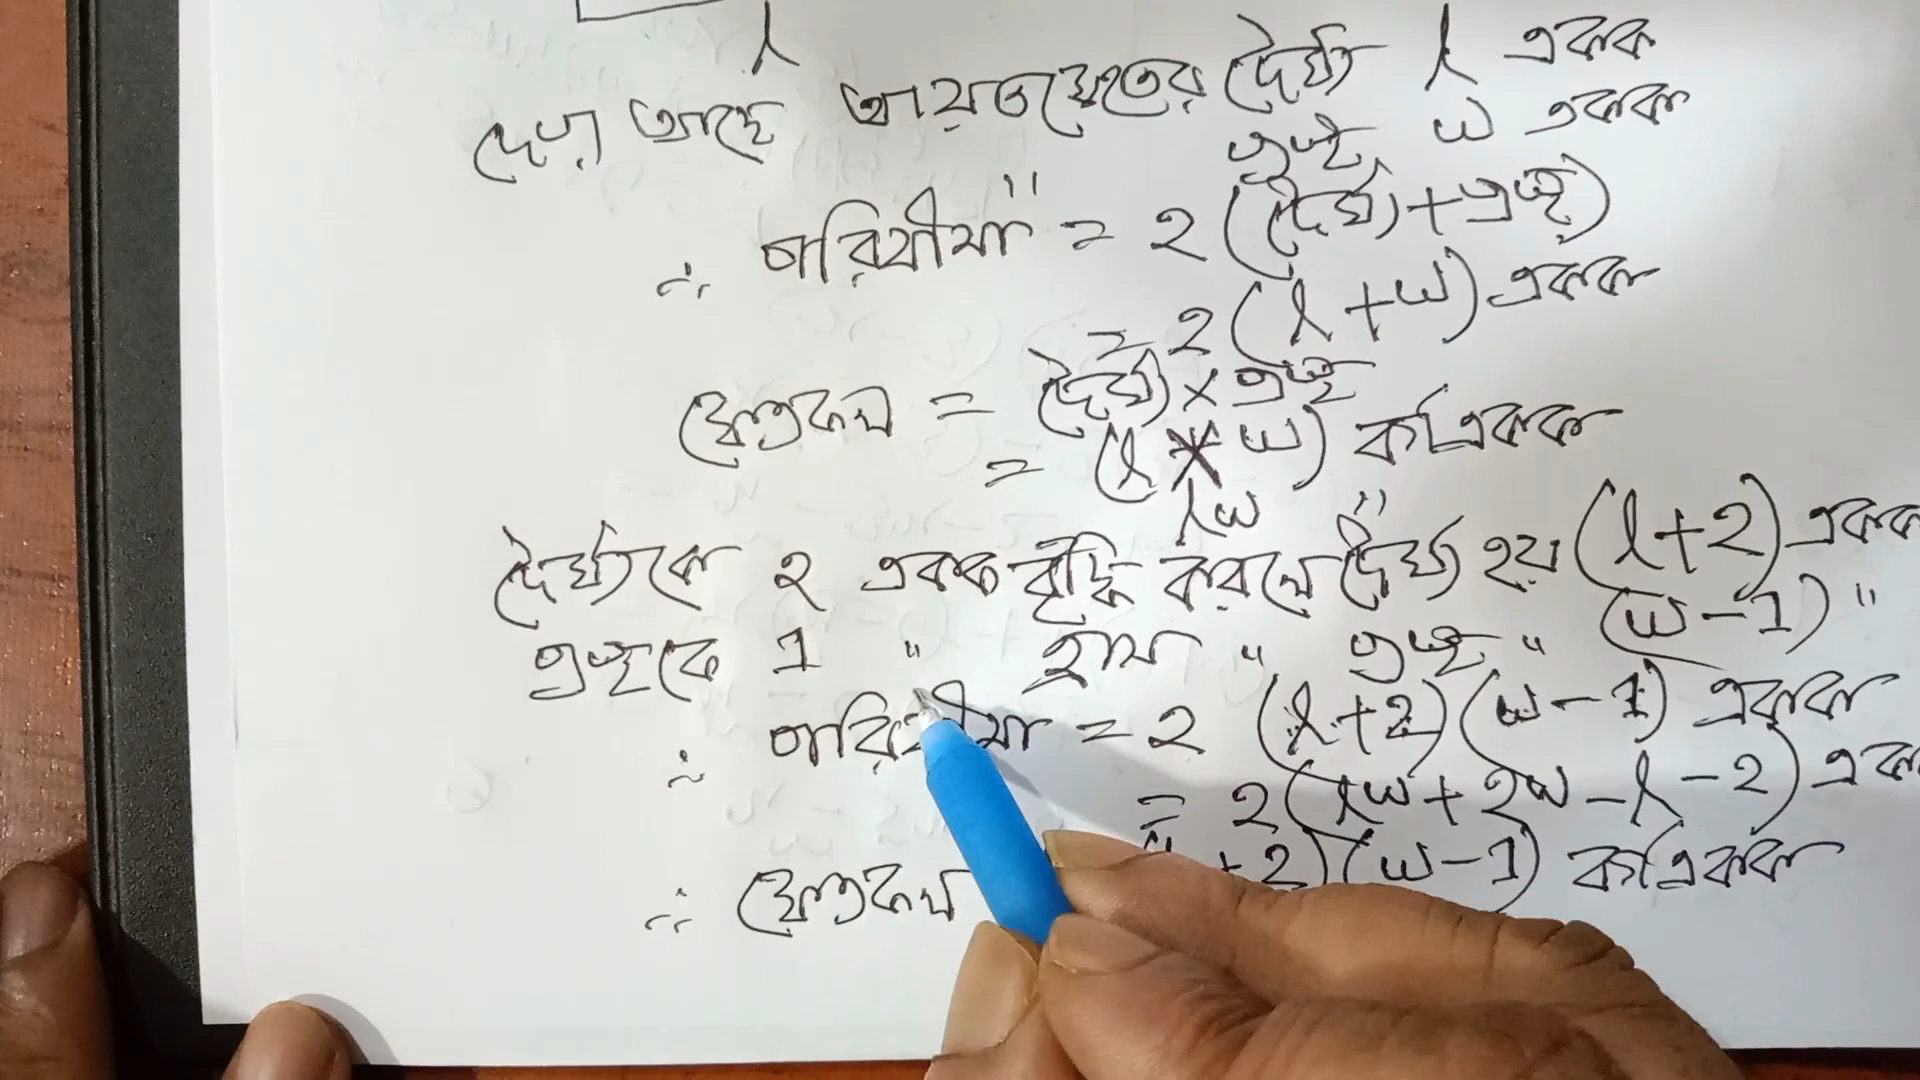 l
দেওয়া আছে আয়তক্ষেত্রের দৈর্ঘ্য l একক
প্রস্থ w একক
∴ পরিসীমা " = 2 (দৈর্ঘ্য + প্রস্থ)
= 2 (l + w) একক
ক্ষেত্রফল = দৈর্ঘ্য × প্রস্থ
= (l × w) বর্গ একক
lw
দৈর্ঘ্যকে 2 একক বৃদ্ধি করলে দৈর্ঘ্য হয় (l + 2) একক
প্রস্থকে 1 " হ্রাস " প্রস্থ " (w - 1) "
∴ পরিসীমা = 2 (l + 2) (w - 1) একক
= 2 (lw + 2w - l - 2) একক
∴ ক্ষেত্রফল + 2) (w - 1) বর্গ একক